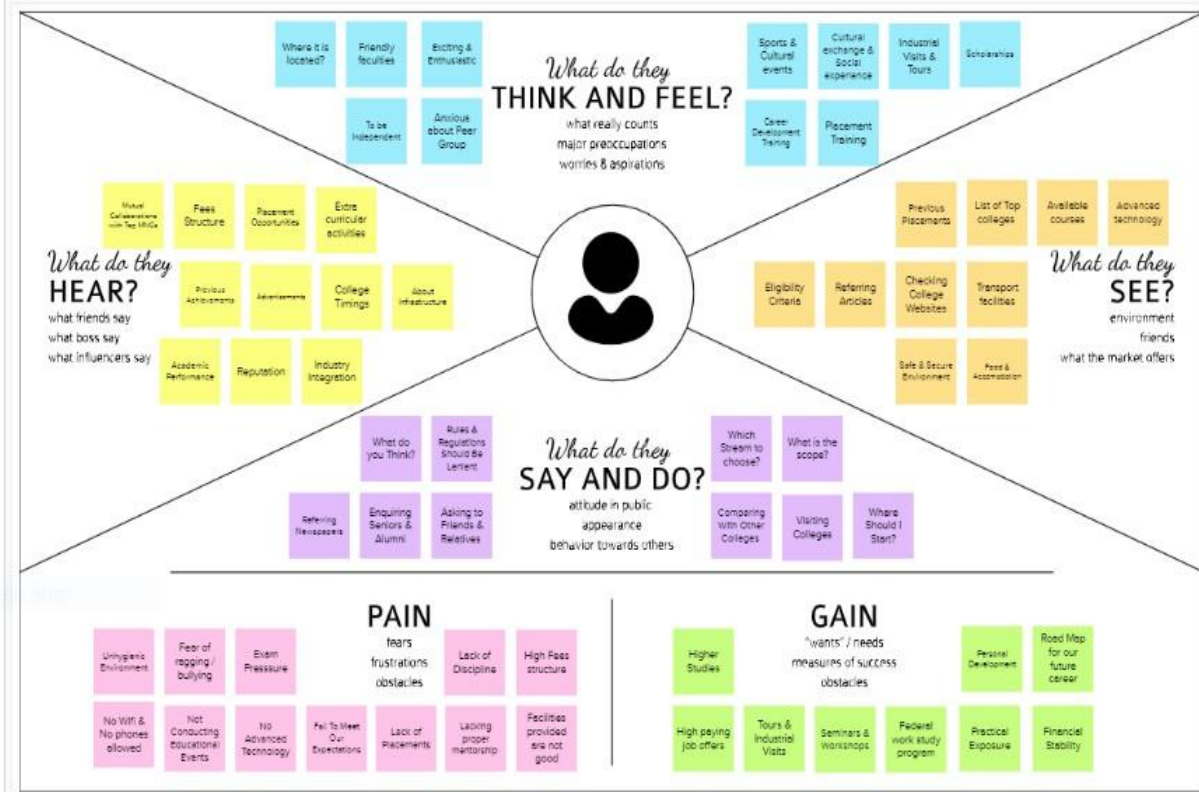 Where it is
located?
Friendly
faculties
Exciting &
Enthusiastic
To be
Independent
Anxious
about Peer
Group
What do they
THINK AND FEEL?
what really counts
major preoccupations
worries & aspirations
Sports &
Cultural
events
Cultural
exchange &
Social
experience
Industrial
Visits &
Tours
Scholarships
Career
Development
Training
Placement
Training
Mutual
Collaborations
with Top MNCs
Fees
Structure
Placement
Opportunities
Extra
curricular
activities
What do they
HEAR?
what friends say
what boss say
what influencers say
Previous
Achievements
Advertisements
College
Timings
About
Infrastructure
Academic
Performance
Reputation
Industry
Integration
Previous
Placements
List of Top
colleges
Available
courses
Advanced
technology
What do they
SEE?
environment
friends
what the market offers
Eligibility
Criteria
Referring
Articles
Checking
College
Websites
Transport
facilities
Safe & Secure
Environment
Food &
Accomodation
What do
you Think?
Rules &
Regulations
Should Be
Lenient
Referring
Newspapers
Enquiring
Seniors &
Alumni
Asking to
Friends &
Relatives
What do they
SAY AND DO?
attitude in public
appearance
behavior towards others
Which
Stream to
choose?
What is the
scope?
Comparing
With Other
Colleges
Visiting
Colleges
Where
Should I
Start?
PAIN
fears
frustrations
obstacles
Unhygienic
Environment
Fear of
ragging /
bullying
Exam
Presssure
Lack of
Discipline
High Fees
structure
No Wifi &
No phones
allowed
Not
Conducting
Educational
Events
No
Advanced
Technology
Fail To Meet
Our
Expectations
Lack of
Placements
Lacking
proper
mentorship
Facilities
provided
are not
good
GAIN
"wants" / needs
measures of success
obstacles
Higher
Studies
Personal
Development
Road Map
for our
future
career
High paying
job offers
Tours &
Industrial
Visits
Seminars &
Workshops
Federal
work study
program
Practical
Exposure
Financial
Stability